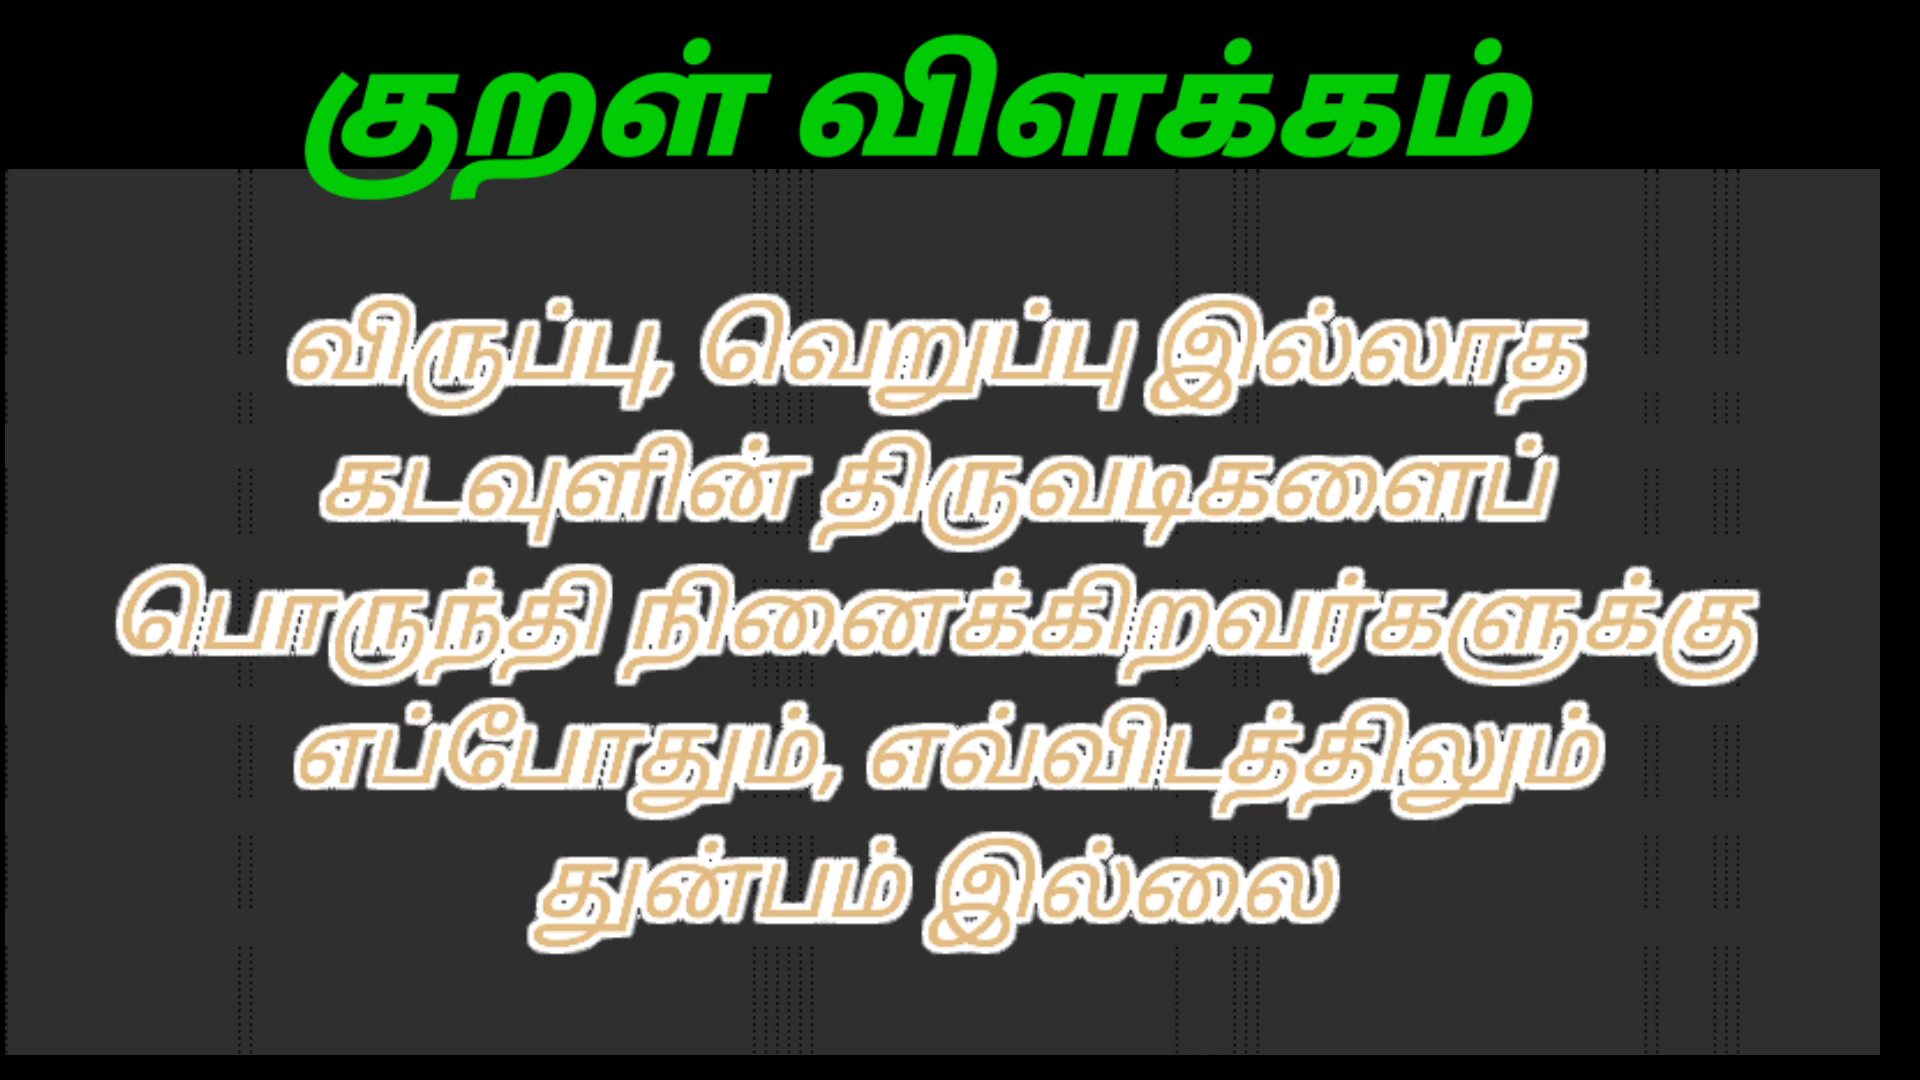 குறள் விளக்கம்
விருப்பு, வெறுப்பு இல்லாத
கடவுளின் திருவடிகளைப்
பொருந்தி நினைக்கிறவர்களுக்கு
எப்போதும், எவ்விடத்திலும்
துன்பம் இல்லை